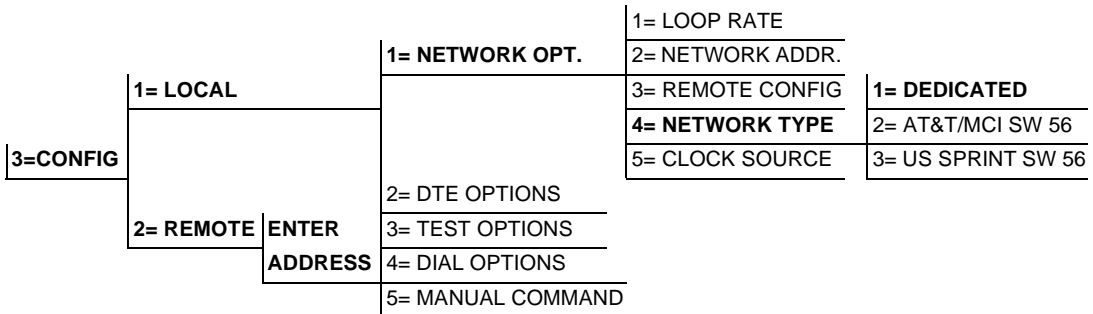 1= LOOP RATE
1= NETWORK OPT.
2= NETWORK ADDR.
1= LOCAL
3= REMOTE CONFIG
1= DEDICATED
4= NETWORK TYPE
2= AT&T/MCI SW 56
3=CONFIG
5= CLOCK SOURCE
3= US SPRINT SW 56
2= DTE OPTIONS
2= REMOTE
ENTER
3= TEST OPTIONS
ADDRESS
4= DIAL OPTIONS
5= MANUAL COMMAND